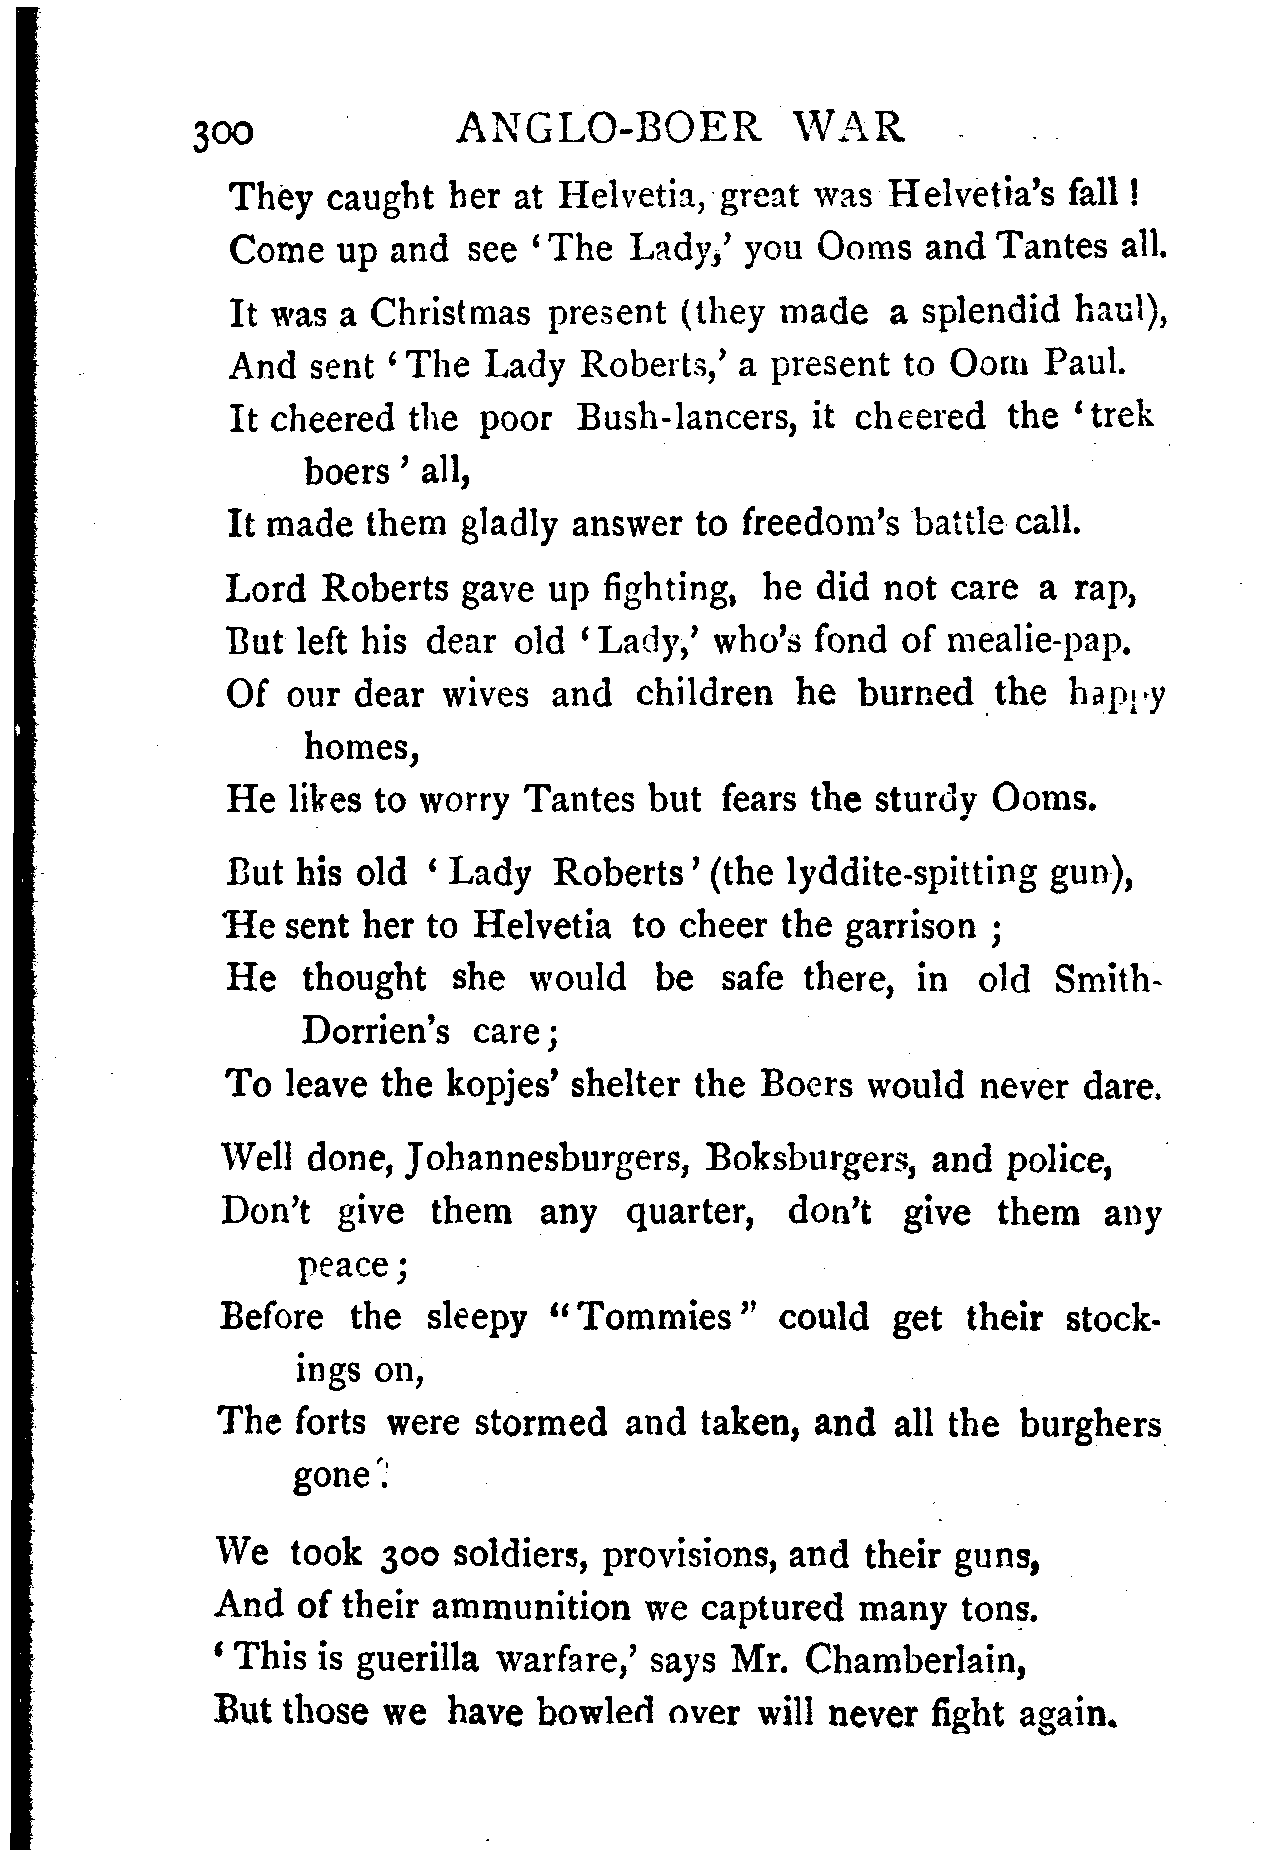 300 ANGLO-BOER WAR
They caught her at Helvetia, great was Helvetia's fall !
Come up and see ‘The Lady,’ you Ooms and Tantes all.
It was a Christmas present (they made a splendid haul),
And sent ‘The Lady Roberts,’ a present to Oom Paul.
It cheered the poor Bush-lancers, it cheered the ‘trek
boers’ all,
It made them gladly answer to freedom's battle call.
Lord Roberts gave up fighting, he did not care a rap,
But left his dear old ‘Lady,’ who's fond of mealie-pap.
Of our dear wives and children he burned the happy
homes,
He likes to worry Tantes but fears the sturdy Ooms.
But his old ‘Lady Roberts’ (the lyddite-spitting gun),
He sent her to Helvetia to cheer the garrison ;
He thought she would be safe there, in old Smith-
Dorrien's care ;
To leave the kopjes' shelter the Boers would never dare.
Well done, Johannesburgers, Boksburgers, and police,
Don't give them any quarter, don't give them any
peace ;
Before the sleepy “Tommies” could get their stock-
ings on,
The forts were stormed and taken, and all the burghers
gone.
We took 300 soldiers, provisions, and their guns,
And of their ammunition we captured many tons.
‘This is guerilla warfare,’ says Mr. Chamberlain,
But those we have bowled over will never fight again.